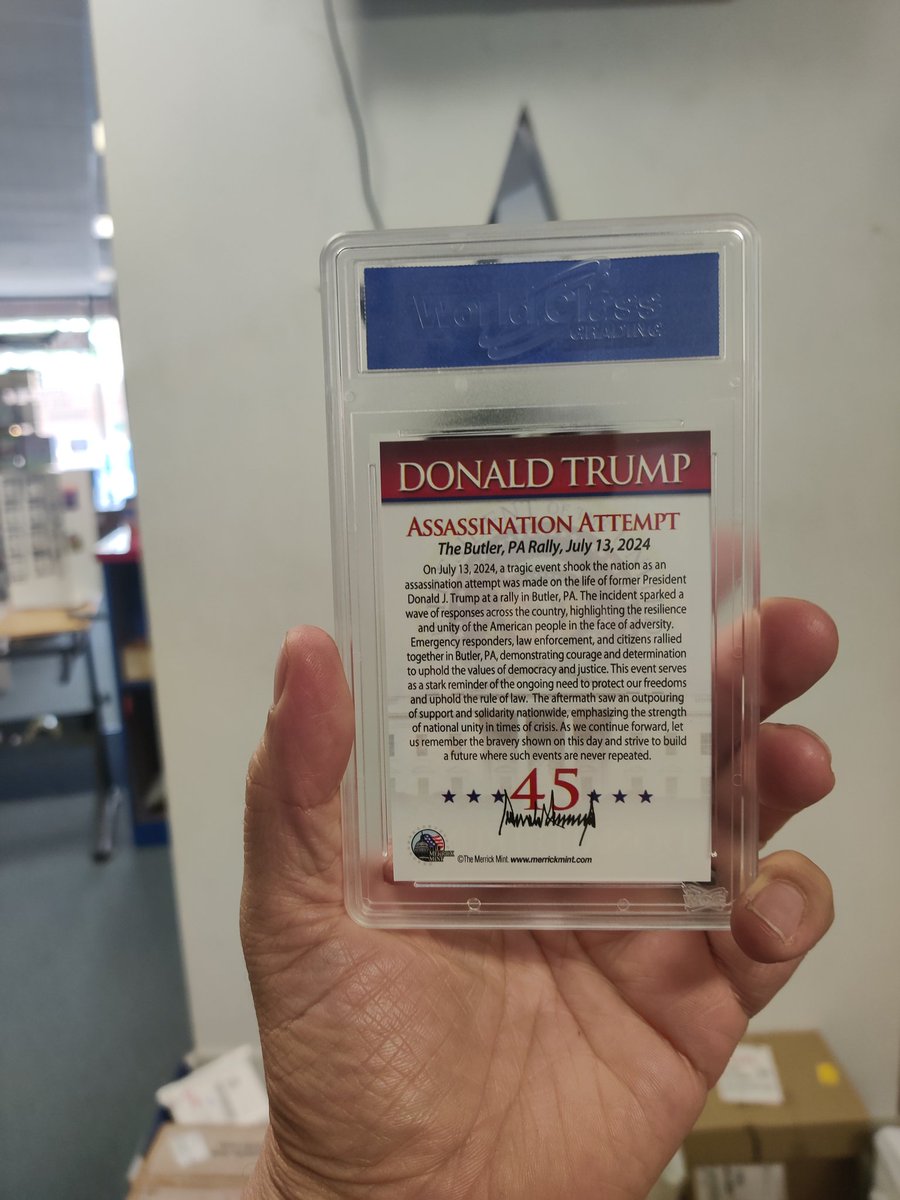 World Class
GRADING
DONALD TRUMP
ASSASSINATION ATTEMPT
The Butler, PA Rally, July 13, 2024
On July 13, 2024, a tragic event shook the nation as an
assassination attempt was made on the life of former President
Donald J. Trump at a rally in Butler, PA. The incident sparked a
wave of responses across the country, highlighting the resilience
and unity of the American people in the face of adversity.
Emergency responders, law enforcement, and citizens rallied
together in Butler, PA, demonstrating courage and determination
to uphold the values of democracy and justice. This event serves
as a stark reminder of the ongoing need to protect our freedoms
and uphold the rule of law. The aftermath saw an outpouring
of support and solidarity nationwide, emphasizing the strength
of national unity in times of crisis. As we continue forward, let
us remember the bravery shown on this day and strive to build
a future where such events are never repeated.
45
MERRICK
MINT
©The Merrick Mint. www.merrickmint.com